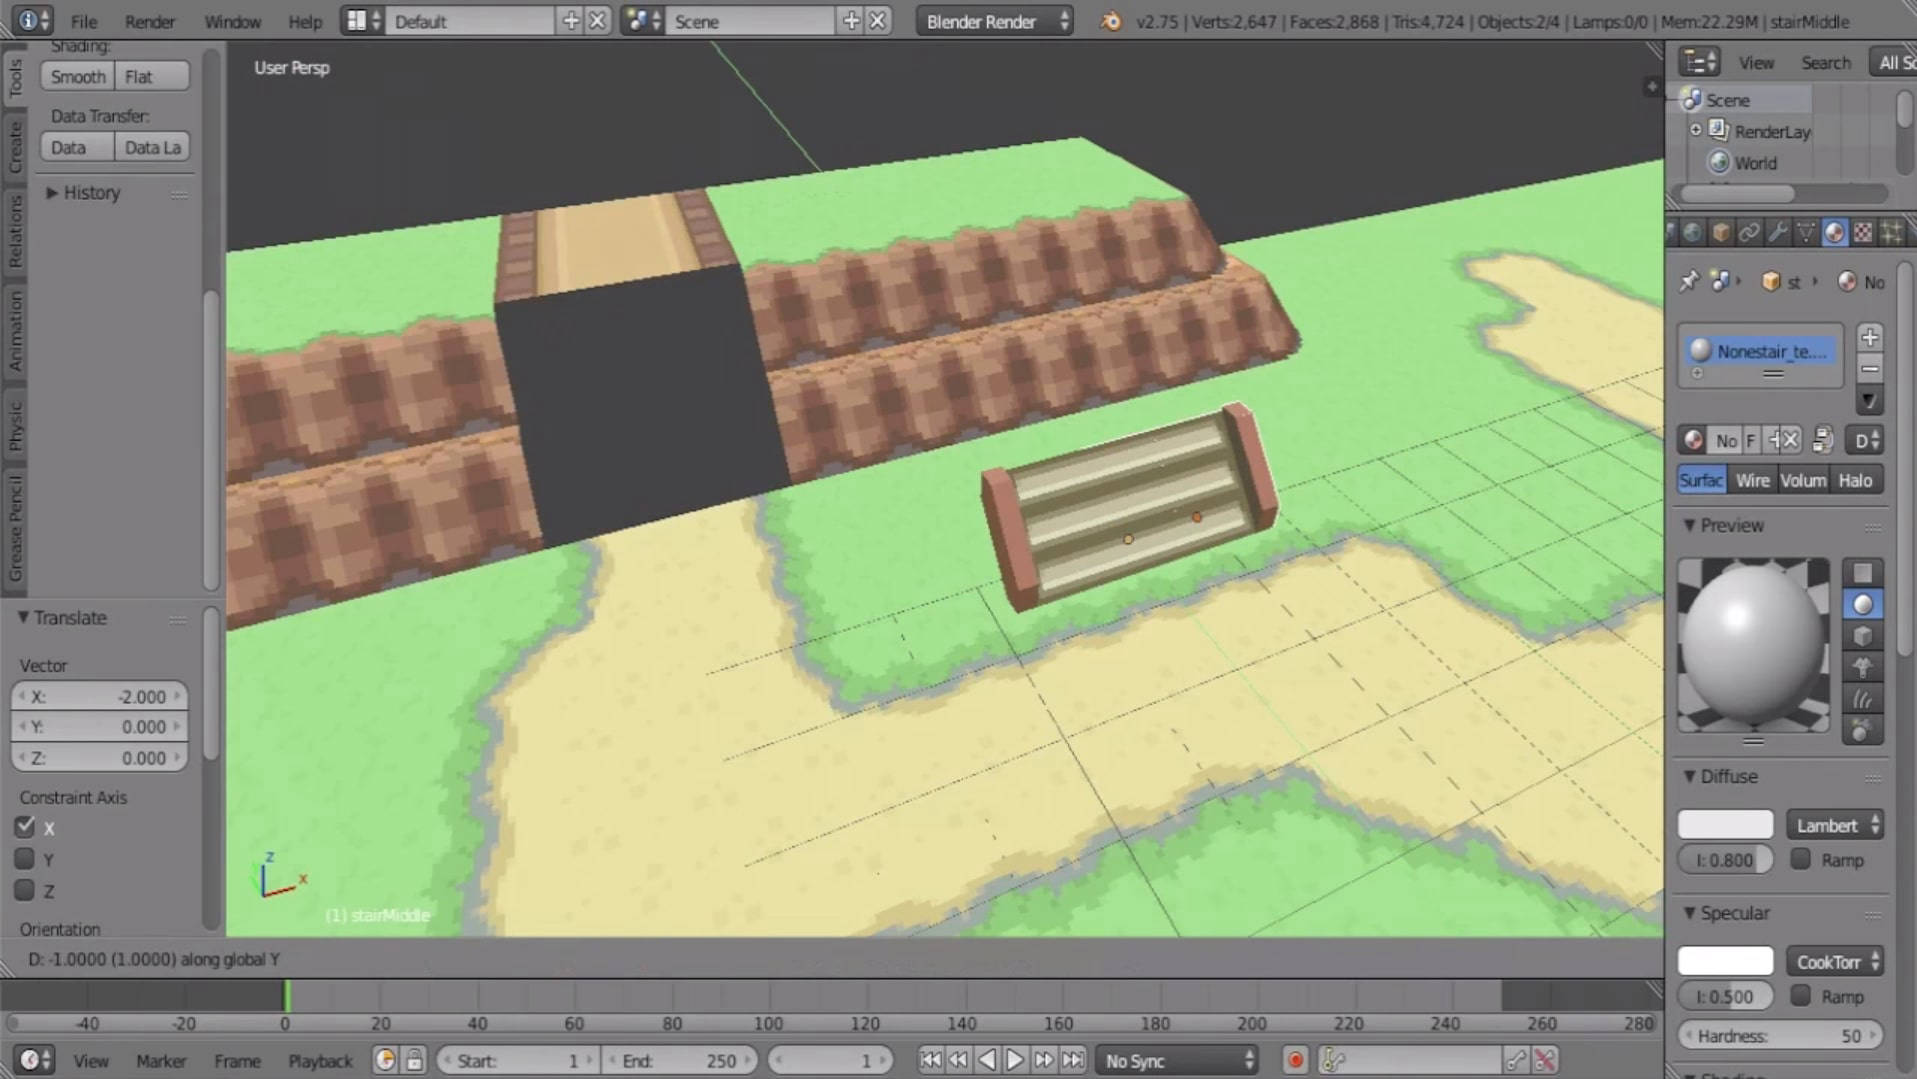 File Render Window Help Default Scene Blender Render v2.75 | Verts:2,647 | Faces:2,868 | Tris:4,724 | Objects:2/4 | Lamps:0/0 | Mem:22.29M | stairMiddle
Shading:
Smooth Flat
Data Transfer:
Data Data La
History
Tools
Create
Relations
Animation
Physic
Grease Pencil
Translate
Vector
X: -2.000
Y: 0.000
Z: 0.000
Constraint Axis
X
Y
Z
Orientation
User Persp
z
x
(1) stairMiddle
D: -1.0000 (1.0000) along global Y
View Search All Sc
Scene
RenderLay
World
st No
Nonestair_te....
No F D
Surfac Wire Volum Halo
Preview
Diffuse
Lambert
I: 0.800 Ramp
Specular
CookTorr
I: 0.500 Ramp
Hardness: 50
-40 -20 0 20 40 60 80 100 120 140 160 180 200 220 240 260 280
View Marker Frame Playback Start: 1 End: 250 1 No Sync